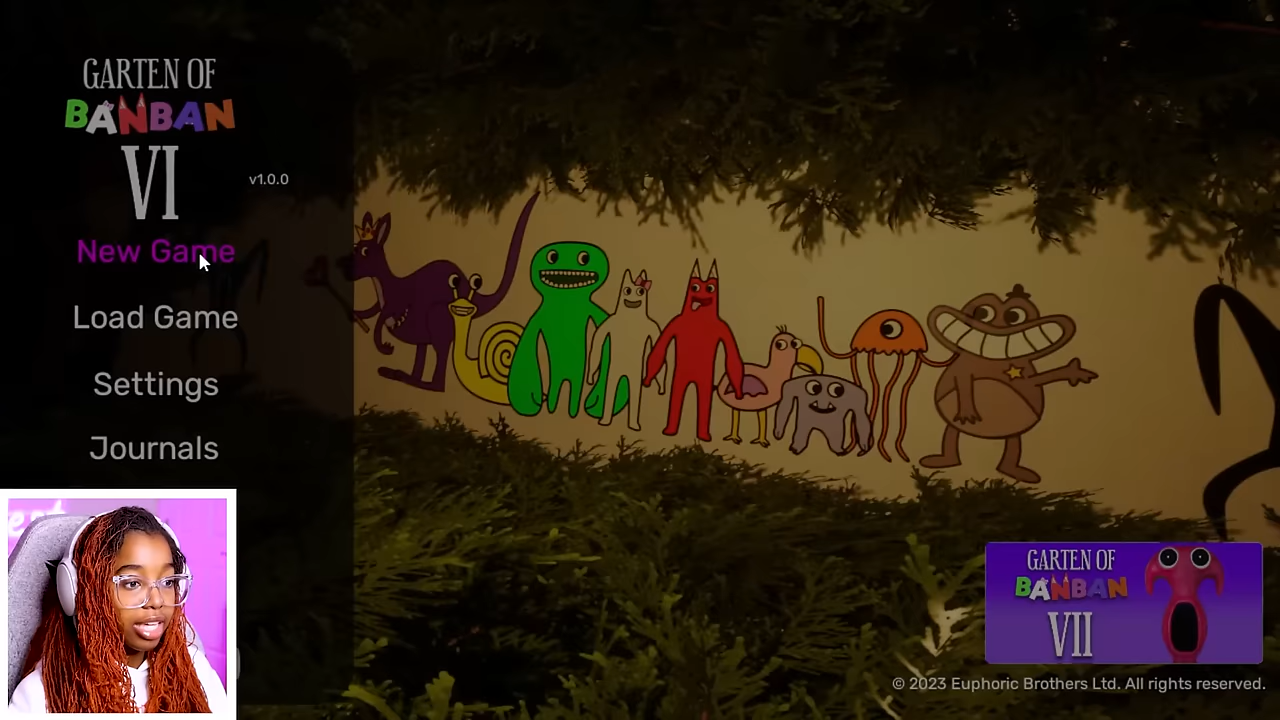 GARTEN OF
BANBAN
VI
v1.0.0
New Game
Load Game
Settings
Journals
GARTEN OF
BANBAN
VII
© 2023 Euphoric Brothers Ltd. All rights reserved.